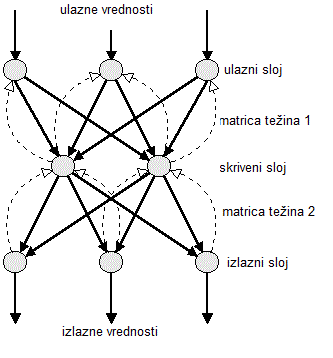 ulazne vrednosti
ulazni sloj
matrica težina 1
skriveni sloj
matrica težina 2
izlazni sloj
izlazne vrednosti